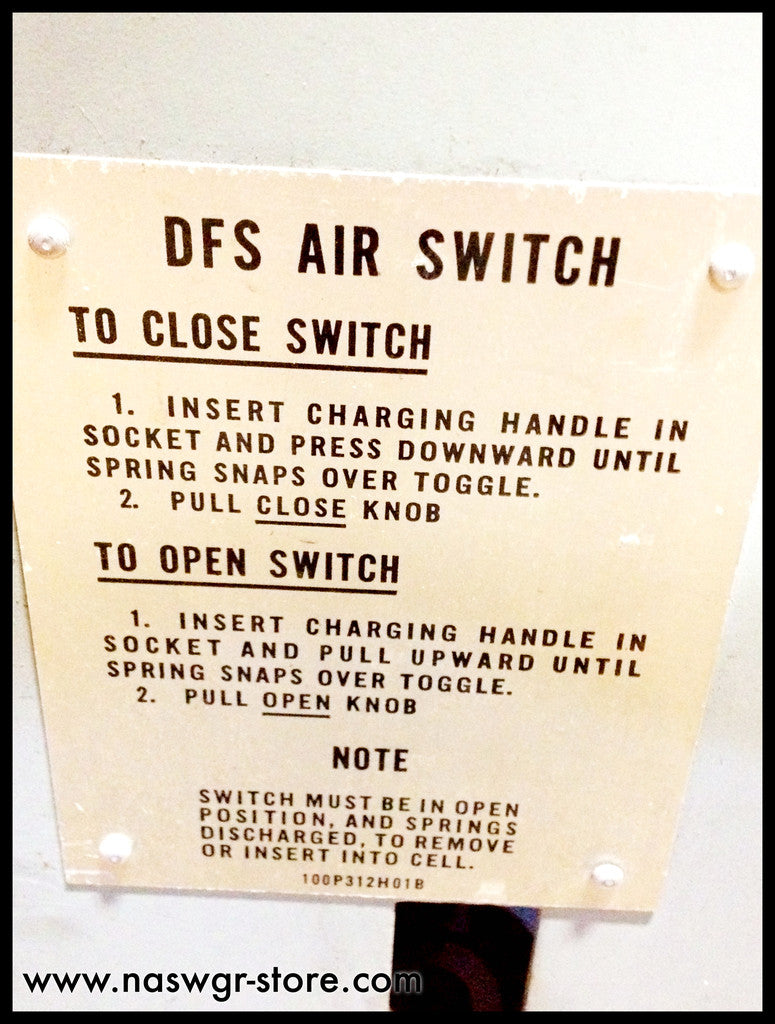 DFS AIR SWITCH
TO CLOSE SWITCH
1. INSERT CHARGING HANDLE IN
SOCKET AND PRESS DOWNWARD UNTIL
SPRING SNAPS OVER TOGGLE.
2. PULL CLOSE KNOB
TO OPEN SWITCH
1. INSERT CHARGING HANDLE IN
SOCKET AND PULL UPWARD UNTIL
SPRING SNAPS OVER TOGGLE.
2. PULL OPEN KNOB
NOTE
SWITCH MUST BE IN OPEN
POSITION, AND SPRINGS
DISCHARGED, TO REMOVE
OR INSERT INTO CELL.
100P312H01B
www.naswgr-store.com